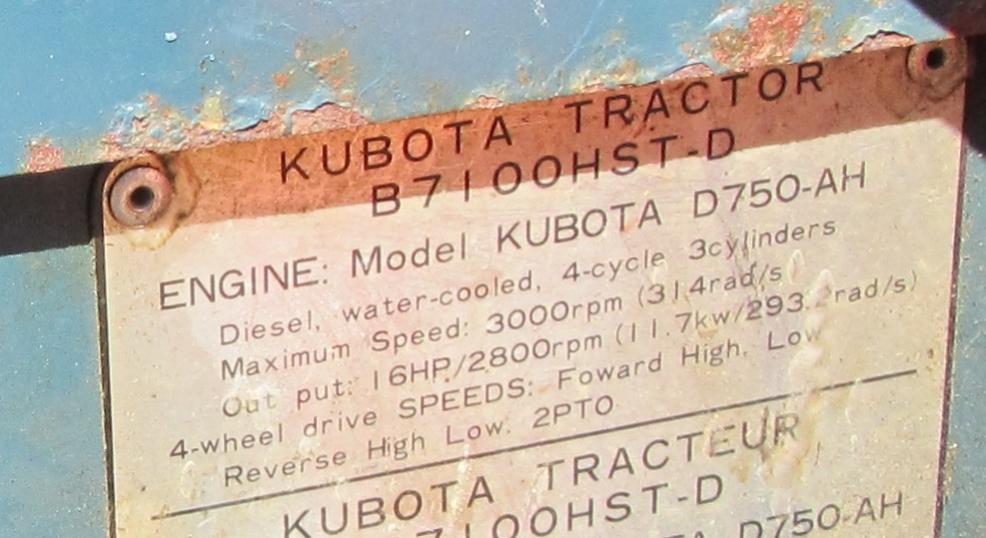 KUBOTA TRACTOR
B7100HST-D
ENGINE: Model KUBOTA D750-AH
Diesel, water-cooled, 4-cycle 3cylinders
Maximum Speed: 3000rpm (314rad/s
Out put: 16HP/2800rpm (11.7kw/293. rad/s)
4-wheel drive SPEEDS: Foward High. Low
Reverse High Low. 2PTO
KUBOTA TRACTEUR
B7100HST-D
D750-AH